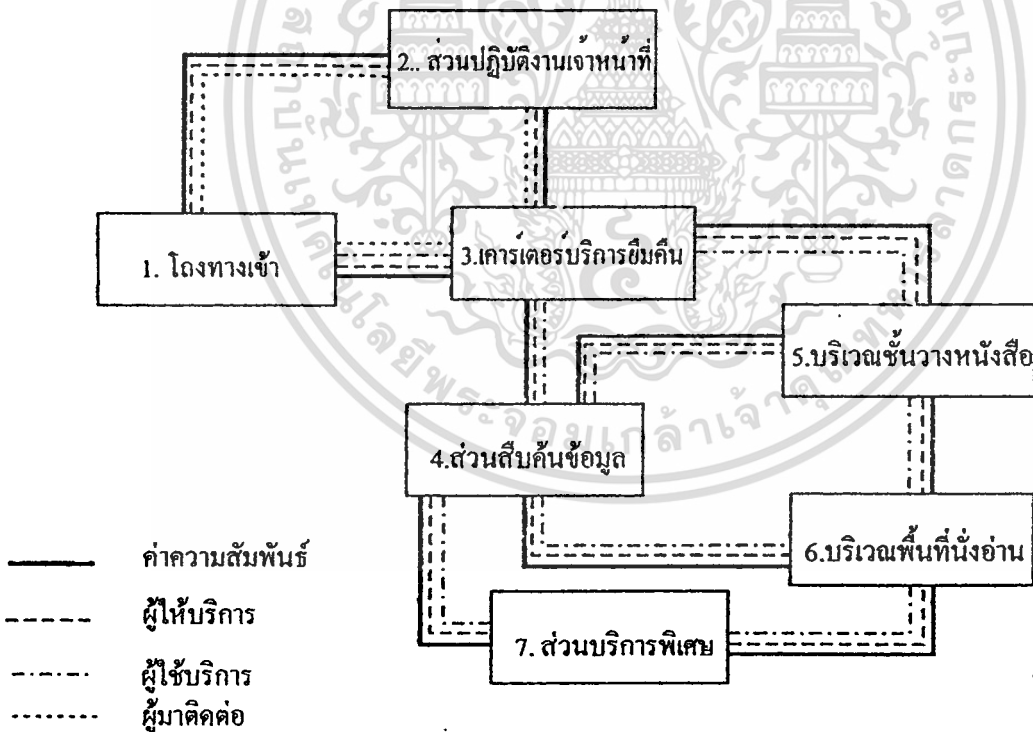 2.. ส่วนปฏิบัติงานเจ้าหน้าที่
1. โถงทางเข้า
3.เคาร์เตอร์บริการยืมคืน
5.บริเวณชั้นวางหนังสือ
4.ส่วนสืบค้นข้อมูล
6.บริเวณพื้นที่นั่งอ่าน
7. ส่วนบริการพิเศษ
ค่าความสัมพันธ์
ผู้ให้บริการ
ผู้ใช้บริการ
ผู้มาติดต่อ